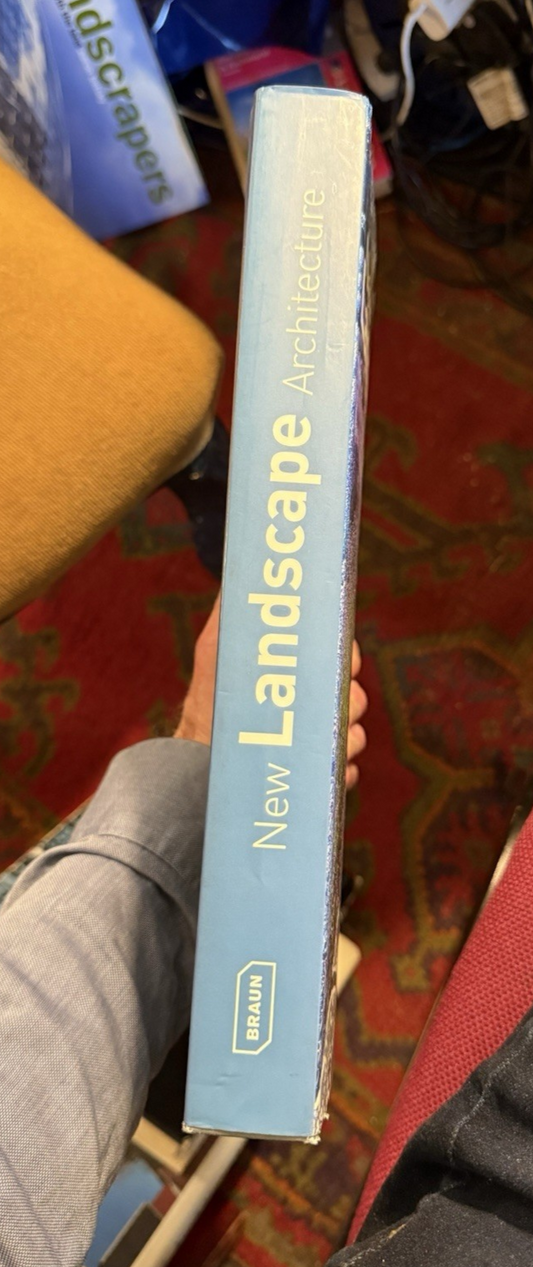 New Landscape Architecture
BRAUN
ndscrapers